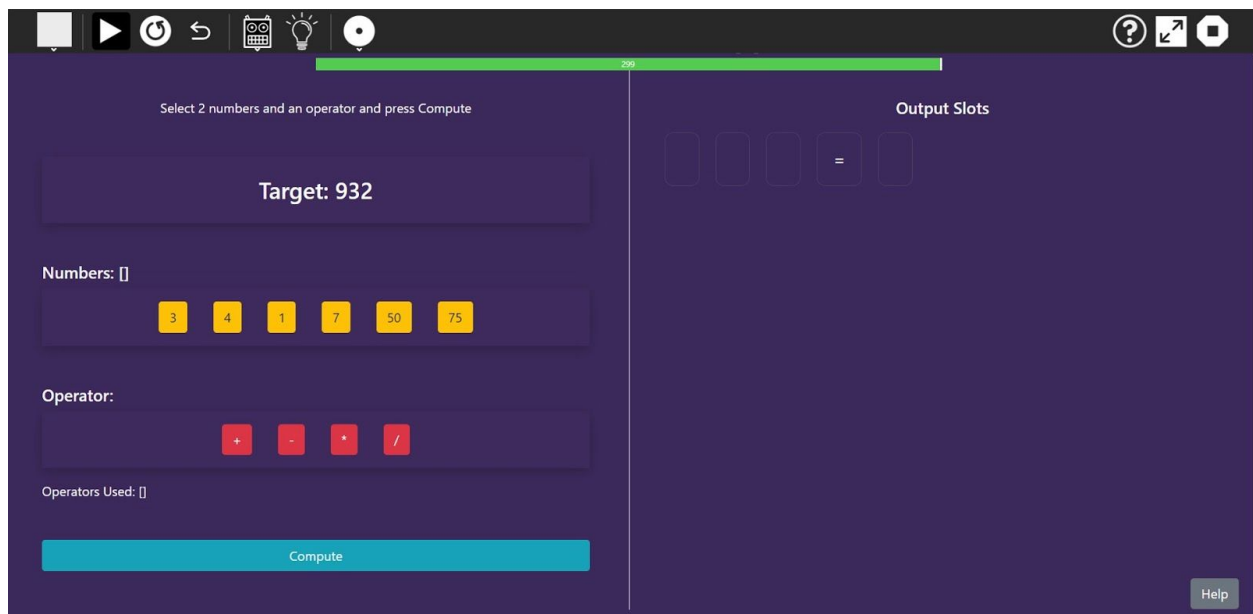 299
Select 2 numbers and an operator and press Compute
Target: 932
Numbers: []
3 4 1 7 50 75
Operator:
+ - * /
Operators Used: []
Compute
Output Slots
=
Help